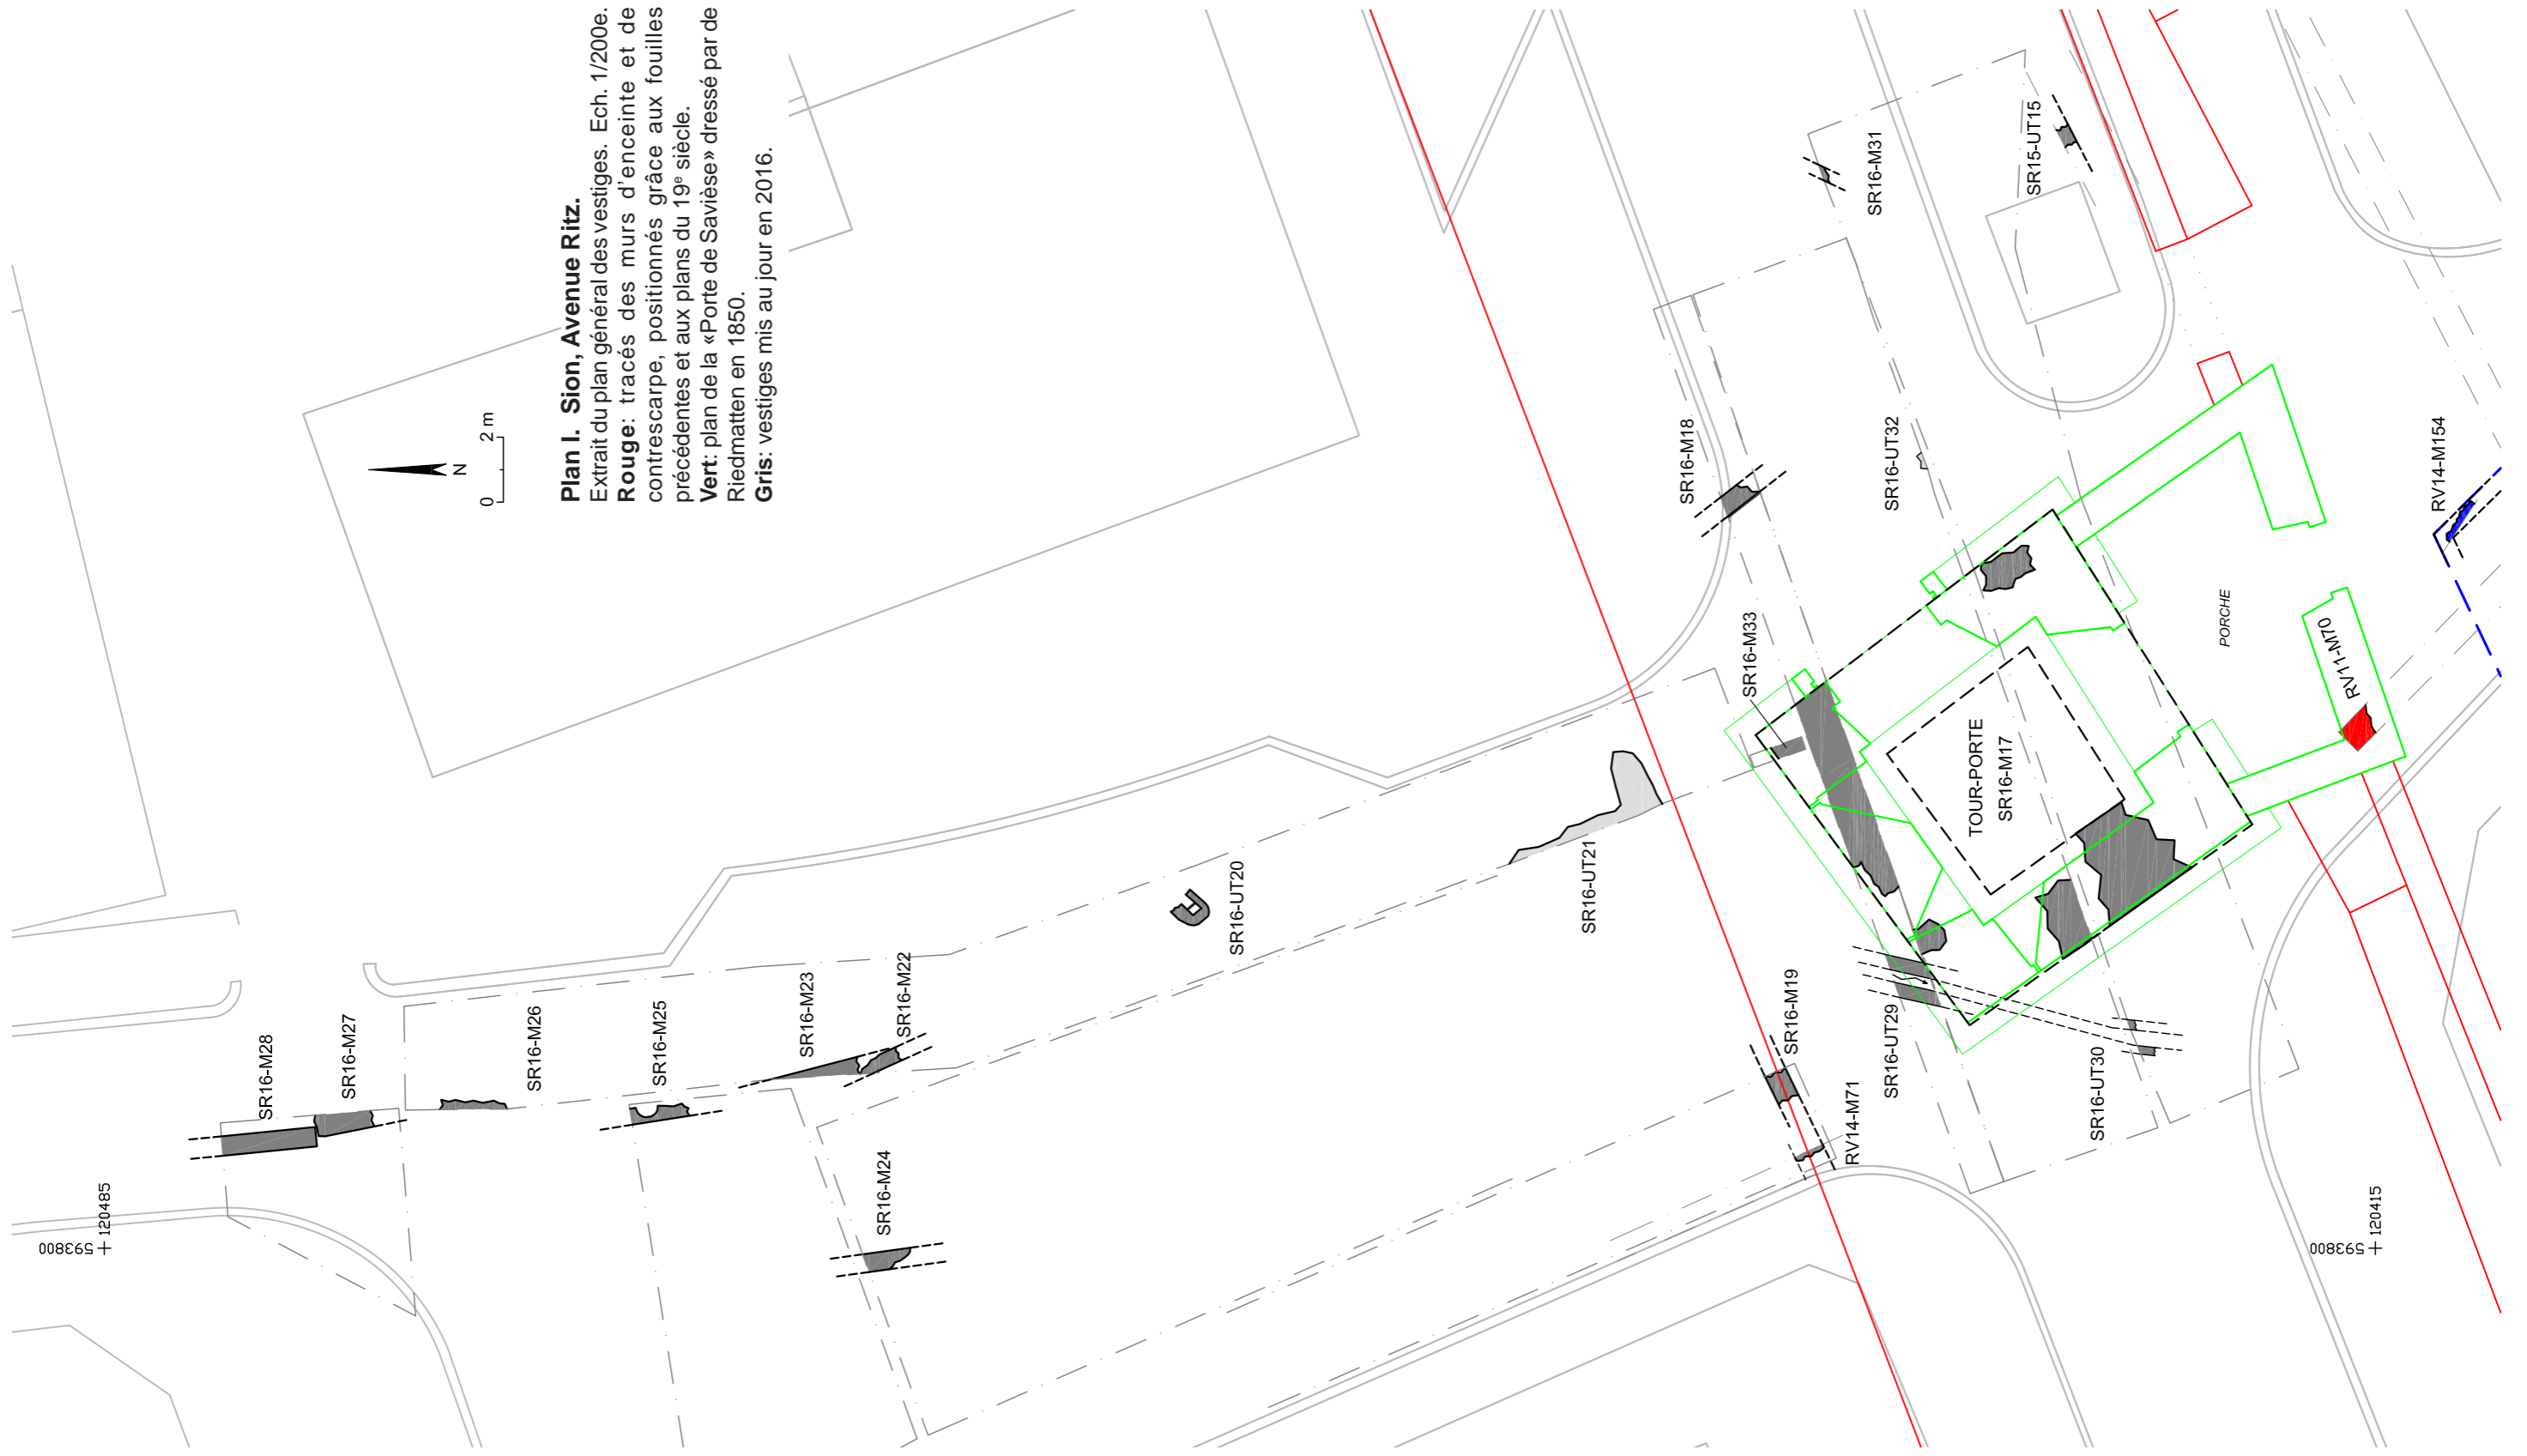 Plan I. Sion, Avenue Ritz.
Extrait du plan général des vestiges. Ech. 1/200e.
Rouge: tracés des murs d'enceinte et de
contrescarpe, positionnés grâce aux fouilles
précédentes et aux plans du 19e siècle.
Vert: plan de la «Porte de Savièse» dressé par de
Riedmatten en 1850.
Gris: vestiges mis au jour en 2016.
0 2 m
N
593800
120485
SR16-M28
SR16-M27
SR16-M26
SR16-M25
SR16-M23
SR16-M22
SR16-M24
SR16-UT20
SR16-UT21
SR16-M18
SR16-M31
SR15-UT15
SR16-UT32
SR16-M33
TOUR-PORTE
SR16-M17
SR16-M19
RV14-M71
SR16-UT29
SR16-UT30
PORCHE
RV11-M70
RV14-M154
593800
120415